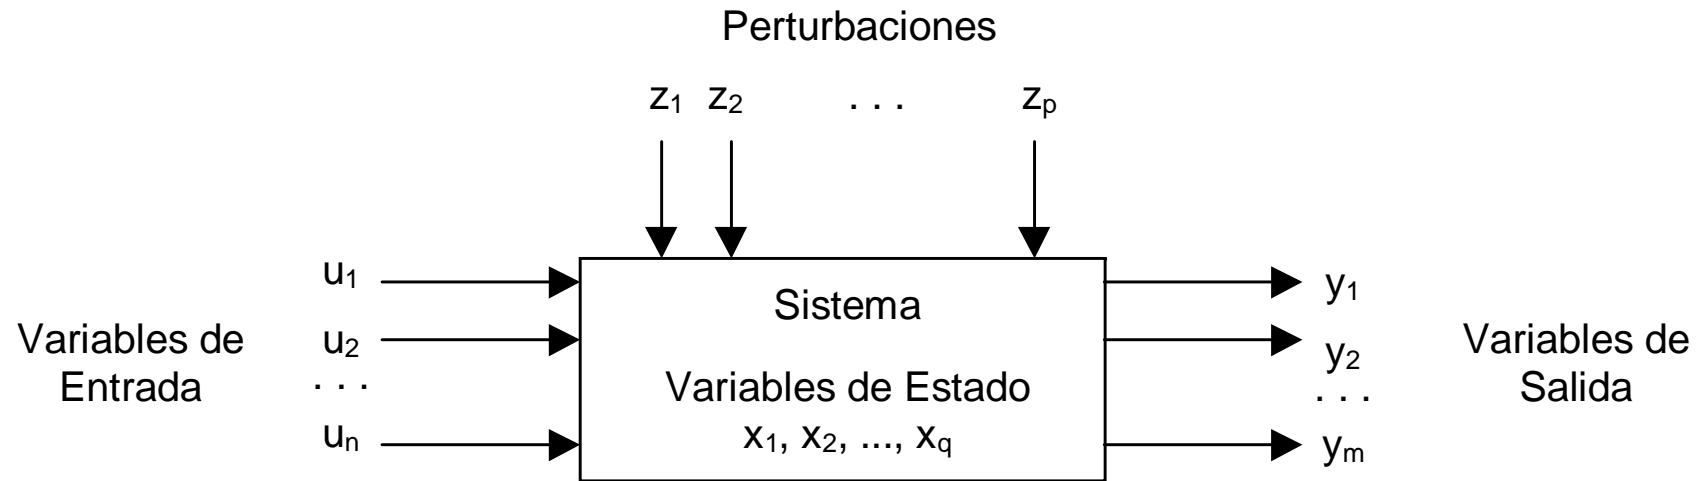 Perturbaciones
z1 z2 . . . zp
u1
u2
. . .
un
Variables de
Entrada
Sistema
Variables de Estado
x1, x2, ..., xq
y1
y2
. . .
ym
Variables de
Salida